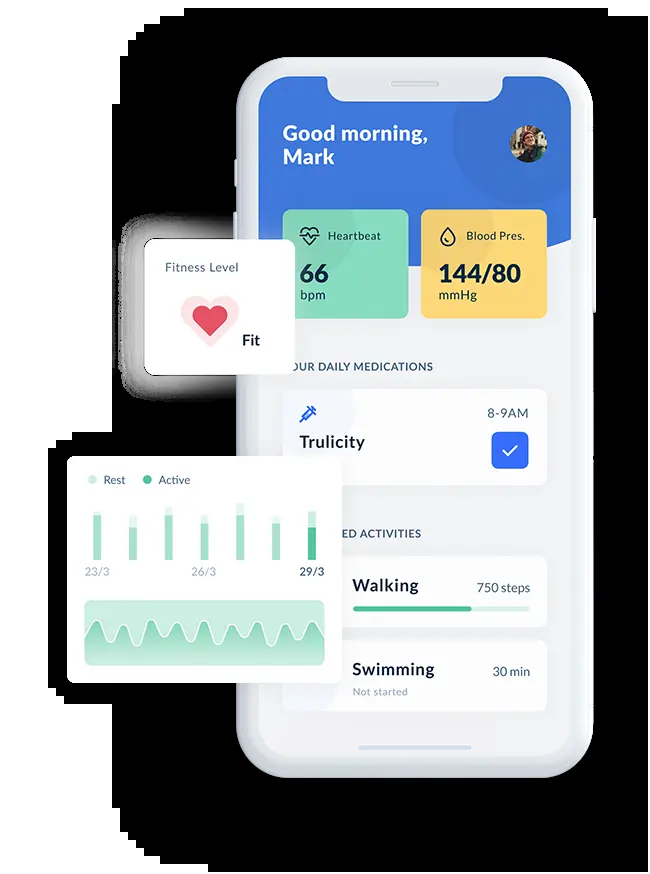 Good morning,
Mark
Heartbeat
66
bpm
Blood Pres.
144/80
mmHg
Fitness Level
Fit
OUR DAILY MEDICATIONS
8-9AM
Trulicity
Rest
Active
23/3
26/3
29/3
ED ACTIVITIES
Walking
750 steps
Swimming
30 min
Not started